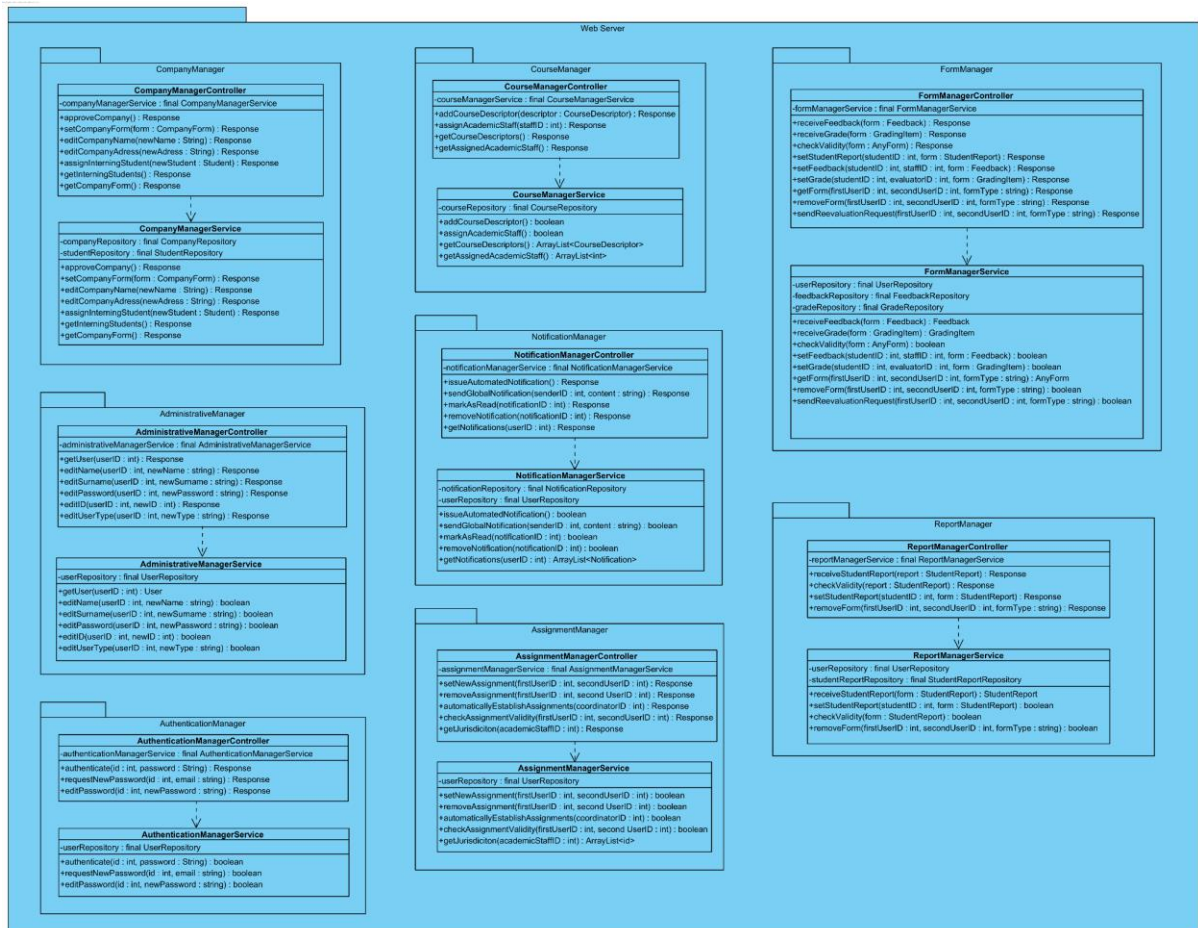 Web Server
CompanyManager
CompanyManagerController
-companyManagerService : final CompanyManagerService
+approveCompany() : Response
+setCompanyForm(form : CompanyForm) : Response
+editCompanyName(newName : String) : Response
+editCompanyAdress(newAdress : String) : Response
+assignInterningStudent(newStudent : Student) : Response
+getInterningStudents() : Response
+getCompanyForm() : Response
CompanyManagerService
-companyRepository : final CompanyRepository
-studentRepository : final StudentRepository
+approveCompany() : Response
+setCompanyForm(form : CompanyForm) : Response
+editCompanyName(newName : String) : Response
+editCompanyAdress(newAdress : String) : Response
+assignInterningStudent(newStudent : Student) : Response
+getInterningStudents() : Response
+getCompanyForm() : Response
AdministrativeManager
AdministrativeManagerController
-administrativeManagerService : final AdministrativeManagerService
+getUser(userID : int) : Response
+editName(userID : int, newName : string) : Response
+editSurname(userID : int, newSurname : string) : Response
+editPassword(userID : int, newPassword : string) : Response
+editID(userID : int, newID : int) : Response
+editUserType(userID : int, newType : string) : Response
AdministrativeManagerService
-userRepository : final UserRepository
+getUser(userID : int) : User
+editName(userID : int, newName : string) : boolean
+editSurname(userID : int, newSurname : string) : boolean
+editPassword(userID : int, newPassword : string) : boolean
+editID(userID : int, newID : int) : boolean
+editUserType(userID : int, newType : string) : boolean
AuthenticationManager
AuthenticationManagerController
-authenticationManagerService : final AuthenticationManagerService
+authenticate(id : int, password : String) : Response
+requestNewPassword(id : int, email : string) : Response
+editPassword(id : int, newPassword : string) : Response
AuthenticationManagerService
-userRepository : final UserRepository
+authenticate(id : int, password : String) : boolean
+requestNewPassword(id : int, email : string) : boolean
+editPassword(id : int, newPassword : string) : boolean
CourseManager
CourseManagerController
-courseManagerService : final CourseManagerService
+addCourseDescriptor(descriptor : CourseDescriptor) : Response
+assignAcademicStaff(staffID : int) : Response
+getCourseDescriptors() : Response
+getAssignedAcademicStaff() : Response
CourseManagerService
-courseRepository : final CourseRepository
+addCourseDescriptor() : boolean
+assignAcademicStaff() : boolean
+getCourseDescriptors() : ArrayList<CourseDescriptor>
+getAssignedAcademicStaff() : ArrayList<int>
NotificationManager
NotificationManagerController
-notificationManagerService : final NotificationManagerService
+issueAutomatedNotification() : Response
+sendGlobalNotification(senderID : int, content : string) : Response
+markAsRead(notificationID : int) : Response
+removeNotification(notificationID : int) : Response
+getNotifications(userID : int) : Response
NotificationManagerService
-notificationRepository : final NotificationRepository
-userRepository : final UserRepository
+issueAutomatedNotification() : boolean
+sendGlobalNotification(senderID : int, content : string) : boolean
+markAsRead(notificationID : int) : boolean
+removeNotification(notificationID : int) : boolean
+getNotifications(userID : int) : ArrayList<Notification>
AssignmentManager
AssignmentManagerController
-assignmentManagerService : final AssignmentManagerService
+setNewAssignment(firstUserID : int, secondUserID : int) : Response
+removeAssignment(firstUserID : int, second UserID : int) : Response
+automaticallyEstablishAssignments(coordinatorID : int) : Response
+checkAssignmentValidity(firstUserID : int, secondUserID : int) : Response
+getJurisdiciton(academicStaffID : int) : Response
AssignmentManagerService
-userRepository : final UserRepository
+setNewAssignment(firstUserID : int, secondUserID : int) : boolean
+removeAssignment(firstUserID : int, second UserID : int) : boolean
+automaticallyEstablishAssignments(coordinatorID : int) : boolean
+checkAssignmentValidity(firstUserID : int, second UserID : int) : boolean
+getJurisdiciton(academicStaffID : int) : ArrayList<id>
FormManager
FormManagerController
-formManagerService : final FormManagerService
+receiveFeedback(form : Feedback) : Response
+receiveGrade(form : GradingItem) : Response
+checkValidity(form : AnyForm) : Response
+setStudentReport(studentID : int, form : StudentReport) : Response
+setFeedback(studentID : int, staffID : int, form : Feedback) : Response
+setGrade(studentID : int, evaluatorID : int, form : GradingItem) : Response
+getForm(firstUserID : int, secondUserID : int, formType : string) : Response
+removeForm(firstUserID : int, secondUserID : int, formType : string) : Response
+sendReevaluationRequest(firstUserID : int, secondUserID : int, formType : string) : Response
FormManagerService
-userRepository : final UserRepository
-feedbackRepository : final FeedbackRepository
-gradeRepository : final GradeRepository
+receiveFeedback(form : Feedback) : Feedback
+receiveGrade(form : GradingItem) : GradingItem
+checkValidity(form : AnyForm) : boolean
+setFeedback(studentID : int, staffID : int, form : Feedback) : boolean
+setGrade(studentID : int, evaluatorID : int, form : GradingItem) : boolean
+getForm(firstUserID : int, secondUserID : int, formType : string) : AnyForm
+removeForm(firstUserID : int, secondUserID : int, formType : string) : boolean
+sendReevaluationRequest(firstUserID : int, secondUserID : int, formType : string) : boolean
ReportManager
ReportManagerController
-reportManagerService : final ReportManagerService
+receiveStudentReport(report : StudentReport) : Response
+checkValidity(report : StudentReport) : Response
+setStudentReport(studentID : int, form : StudentReport) : Response
+removeForm(firstUserID : int, secondUserID : int, formType : string) : Response
ReportManagerService
-userRepository : final UserRepository
-studentReportRepository : final StudentReportRepository
+receiveStudentReport(form : StudentReport) : StudentReport
+setStudentReport(studentID : int, form : StudentReport) : boolean
+checkValidity(form : StudentReport) : boolean
+removeForm(firstUserID : int, secondUserID : int, formType : string) : boolean